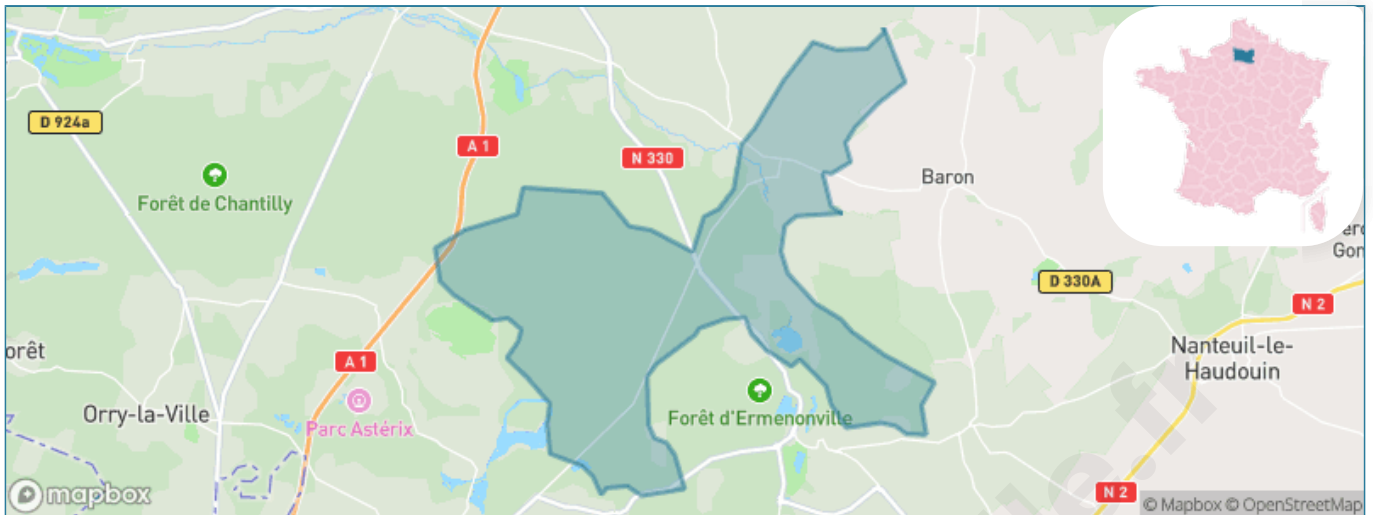 D 924a
A 1
N 330
Forêt de Chantilly
Baron
D 330A
N 2
orêt
A 1
Nanteuil-le-
Haudouin
Orry-la-Ville
Parc Astérix
Forêt d'Ermenonville
N 2
mapbox
© Mapbox © OpenStreetMap